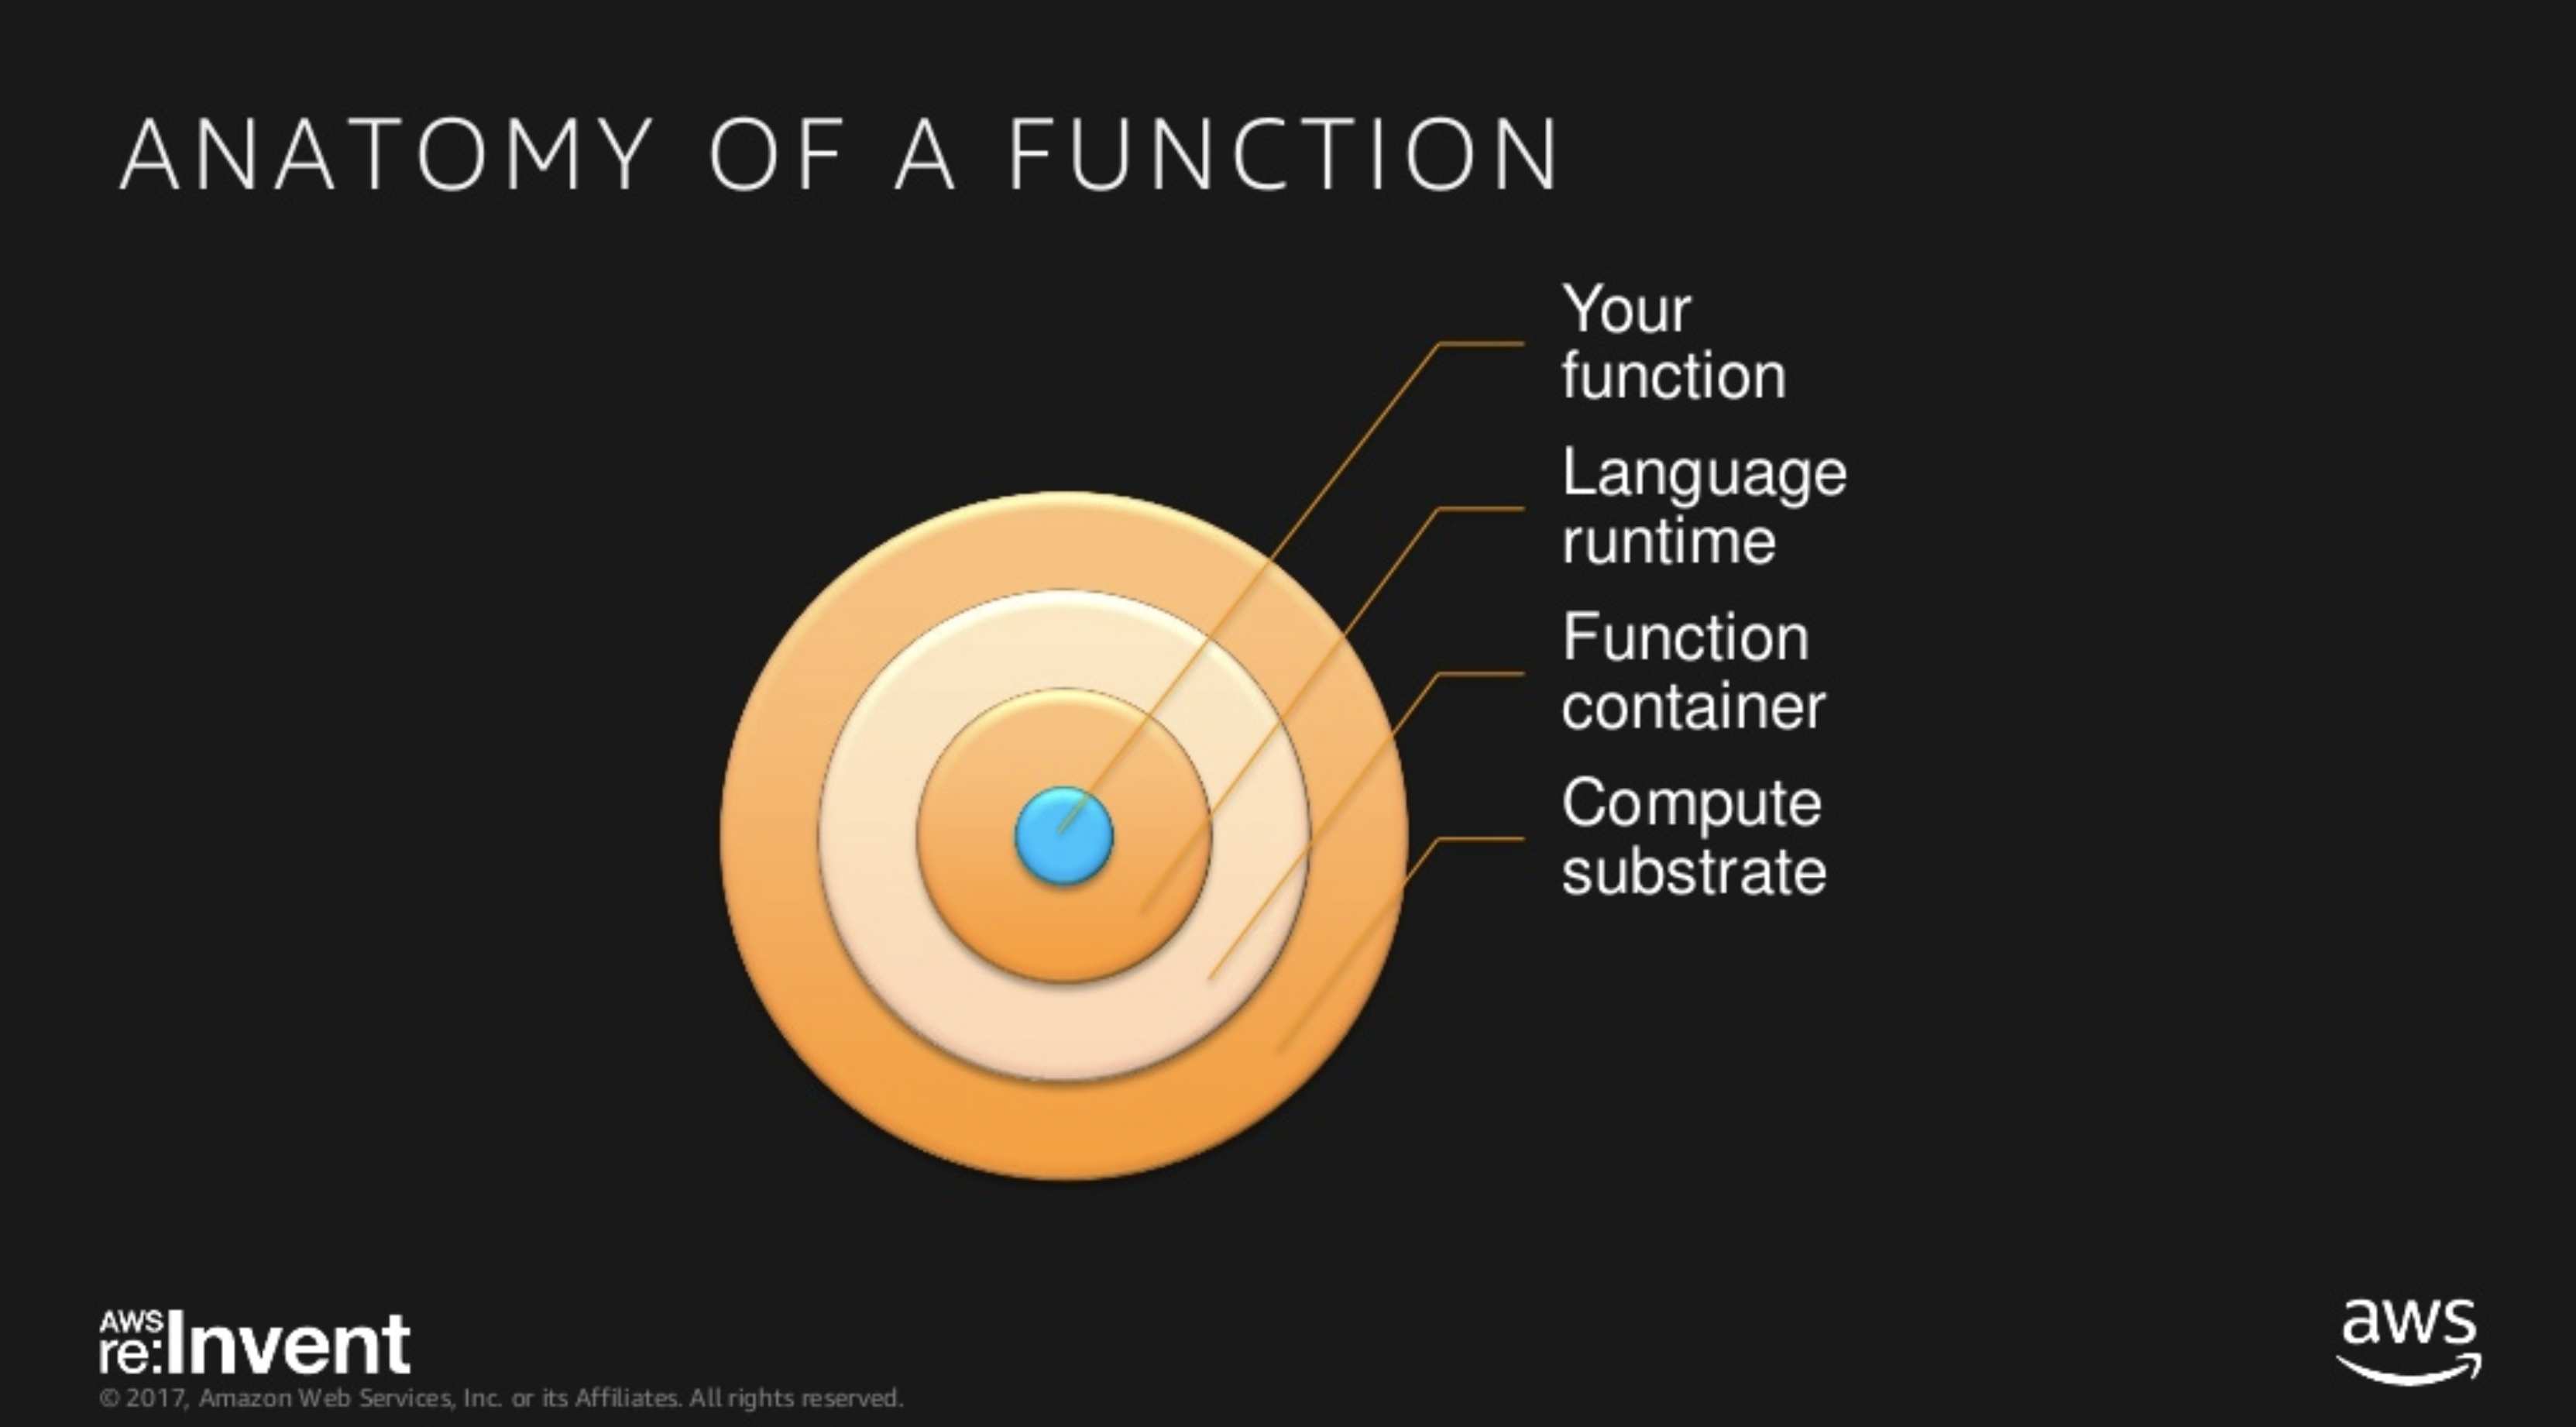 ANATOMY OF A FUNCTION
Your
function
Language
runtime
Function
container
Compute
substrate
AWS
re:Invent
© 2017, Amazon Web Services, Inc. or its Affiliates. All rights reserved.
aws